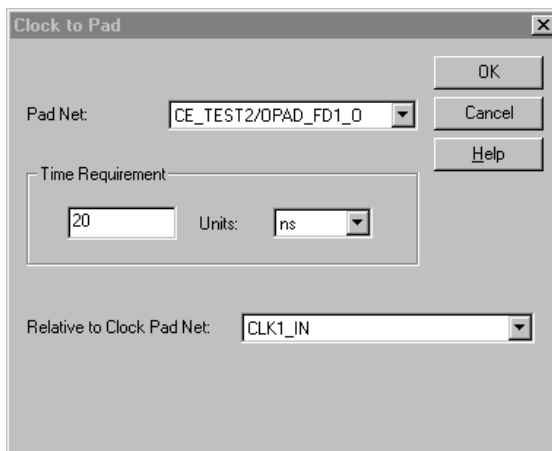 Clock to Pad
OK
Pad Net: CE_TEST2/OPAD_FD1_O
Cancel
Help
Time Requirement
20 Units: ns
Relative to Clock Pad Net: CLK1_IN